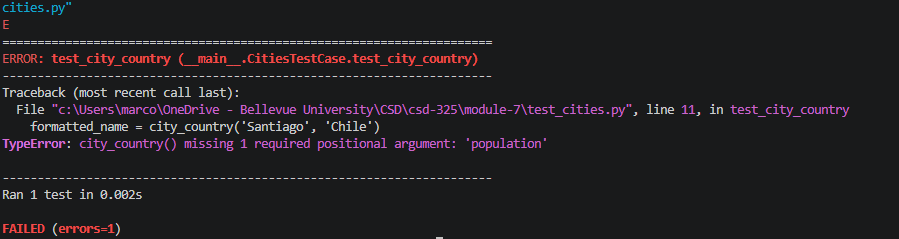 cities.py"
E
======================================================================
ERROR: test_city_country (__main__.CitiesTestCase.test_city_country)
----------------------------------------------------------------------
Traceback (most recent call last):
  File "c:\Users\marco\OneDrive - Bellevue University\CSD\csd-325\module-7\test_cities.py", line 11, in test_city_country
    formatted_name = city_country('Santiago', 'Chile')
TypeError: city_country() missing 1 required positional argument: 'population'

----------------------------------------------------------------------
Ran 1 test in 0.002s

FAILED (errors=1)